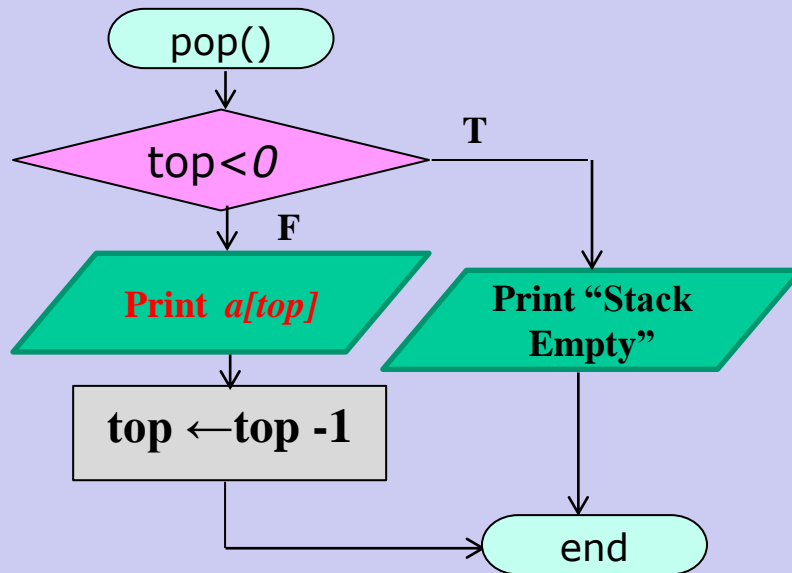 pop()
top<0
T
F
Print a[top]
Print “Stack
Empty”
top ←top -1
end